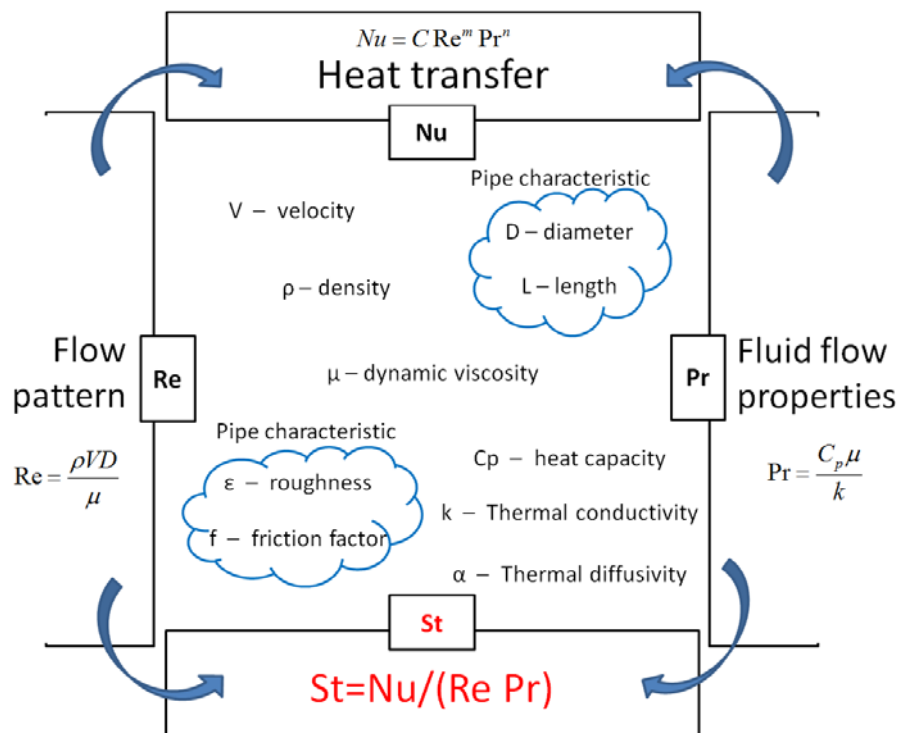 Nu = C Re^m Pr^n
Heat transfer
Nu
Pipe characteristic
V – velocity
D – diameter
ρ – density
L – length
Flow
pattern
Re
μ – dynamic viscosity
Pr
Fluid flow
properties
Re = ρVD/μ
Pipe characteristic
ε – roughness
f – friction factor
Cp – heat capacity
k – Thermal conductivity
α – Thermal diffusivity
Pr = C_p μ/k
St
St=Nu/(Re Pr)